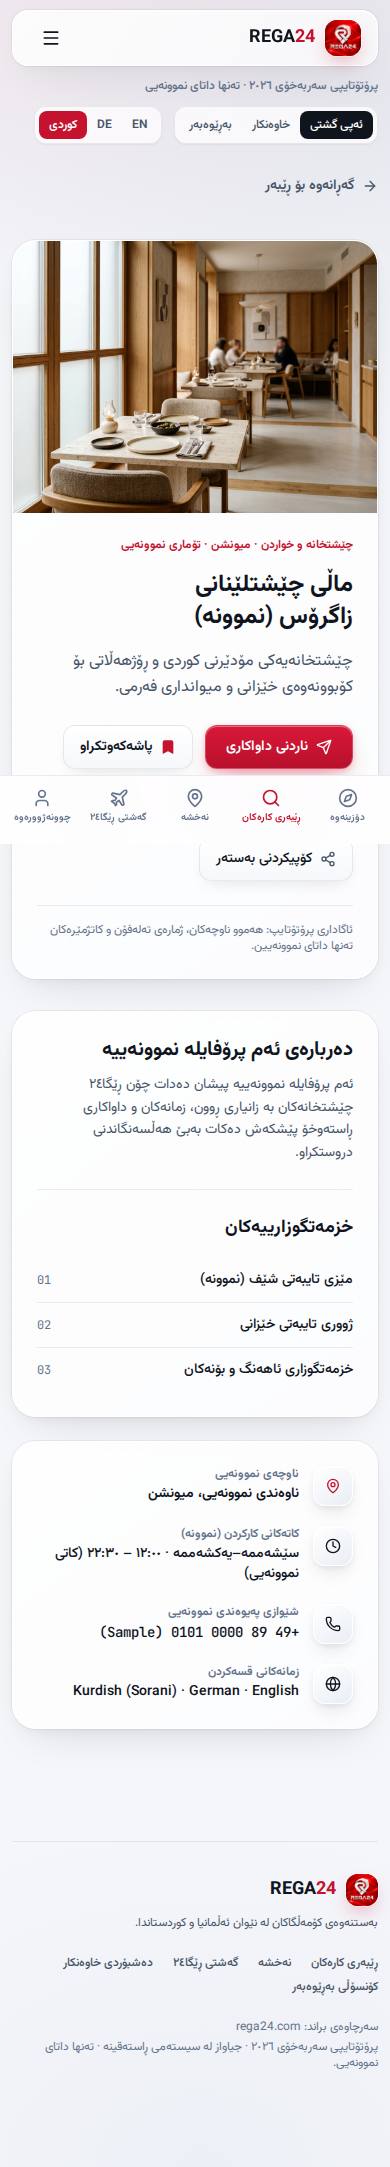 REGA24
REGA24
پرۆتۆتایپی سەربەخۆی ٢٠٢٦ · تەنها داتای نموونەیی
ئەپی گشتی خاوەنکار بەڕێوەبەر
کوردی DE EN
گەڕانەوە بۆ ڕێبەر
چێشتخانە و خواردن · میونشن · تۆماری نموونەیی
ماڵی چێشتلێنانی
زاگرۆس (نموونە)
چێشتخانەیەکی مۆدێرنی کوردی و ڕۆژهەڵاتی بۆ
کۆبوونەوەی خێزانی و میوانداری فەرمی.
ناردنی داواکاری
پاشەکەوتکراو
دۆزینەوە
ڕێبەری کارەکان
نەخشە
گەشتی ڕێگا٢٤
چوونەژوورەوە
کۆپیکردنی بەستەر
ئاگاداری پرۆتۆتایپ: هەموو ناوچەکان، ژمارەی تەلەفۆن و کاتژمێرەکان
تەنها داتای نموونەیین.
دەربارەی ئەم پرۆفایلە نموونەییە
ئەم پرۆفایلە نموونەییە پیشان دەدات چۆن ڕێگا٢٤
چێشتخانەکان بە زانیاری ڕوون، زمانەکان و داواکاری
ڕاستەوخۆ پێشکەش دەکات بەبێ هەڵسەنگاندنی
دروستکراو.
خزمەتگوزارییەکان
مێزی تایبەتی شێف (نموونە) 01
ژووری تایبەتی خێزانی 02
خزمەتگوزاری ئاهەنگ و بۆنەکان 03
ناوچەی نموونەیی
ناوەندی نموونەیی، میونشن
کاتەکانی کارکردن (نموونە)
سێشەممە–یەکشەممە · ١٢:٠٠ – ٢٢:٣٠ (کاتی
نموونەیی)
شێوازی پەیوەندی نموونەیی
+49 89 0000 0101 (Sample)
زمانەکانی قسەکردن
Kurdish (Sorani) · German · English
REGA24
REGA24
بەستنەوەی کۆمەڵگاکان لە نێوان ئەڵمانیا و کوردستاندا.
ڕێبەری کارەکان نەخشە گەشتی ڕێگا٢٤ دەشبۆردی خاوەنکار
کۆنسۆڵی بەڕێوەبەر
سەرچاوەی براند: rega24.com
پرۆتۆتایپی سەربەخۆی ٢٠٢٦ · جیاواز لە سیستەمی ڕاستەقینە · تەنها داتای
نموونەیی.